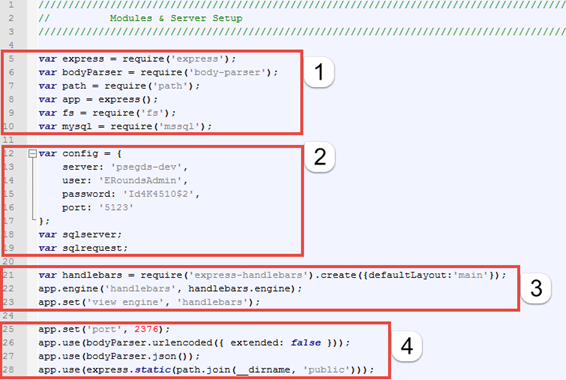 1 ////////////////////////////////////////////////////////////////////////////////////////
2 // Modules & Server Setup
3 ////////////////////////////////////////////////////////////////////////////////////////
4
5 var express = require('express');
6 var bodyParser = require('body-parser');
7 var path = require('path');
8 var app = express();
9 var fs = require('fs');
10 var mysql = require('mssql');
1
11
12 var config = {
13 server: 'psegds-dev',
14 user: 'ERoundsAdmin',
15 password: 'Id4K4510$2',
16 port: '5123'
17 };
18 var sqlserver;
19 var sqlrequest;
2
20
21 var handlebars = require('express-handlebars').create({defaultLayout:'main'});
22 app.engine('handlebars', handlebars.engine);
23 app.set('view engine', 'handlebars');
3
24
25 app.set('port', 2376);
26 app.use(bodyParser.urlencoded({ extended: false }));
27 app.use(bodyParser.json());
28 app.use(express.static(path.join(__dirname, 'public')));
4